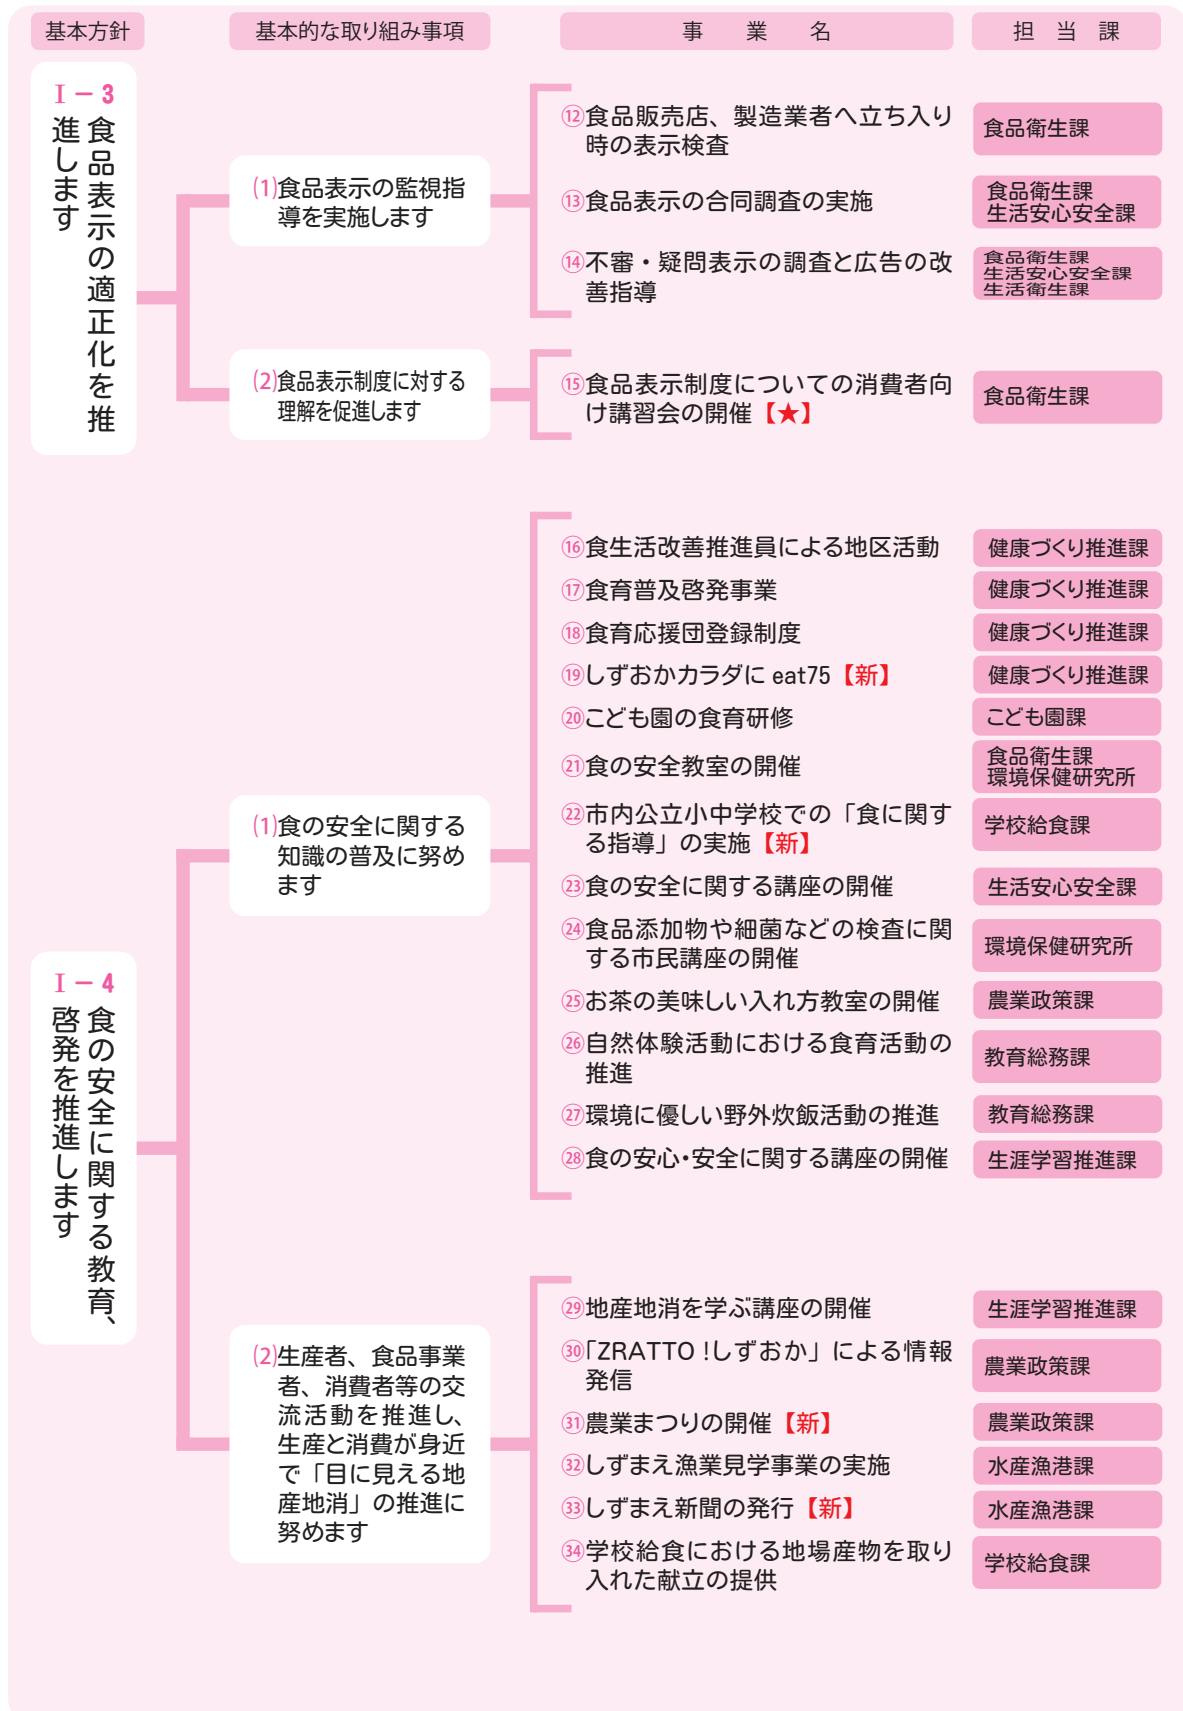 基本方針
基本的な取り組み事項
事　業　名
担　当　課
Ⅰ－3
食品表示の適正化を推
進します
⑴食品表示の監視指
導を実施します
⑫食品販売店、製造業者へ立ち入り
時の表示検査
食品衛生課
⑬食品表示の合同調査の実施
食品衛生課
生活安心安全課
⑭不審・疑問表示の調査と広告の改
善指導
食品衛生課
生活安心安全課
生活衛生課
⑵食品表示制度に対する
理解を促進します
⑮食品表示制度についての消費者向
け講習会の開催【★】
食品衛生課
Ⅰ－4
食の安全に関する教育、
啓発を推進します
⑴食の安全に関する
知識の普及に努め
ます
⑯食生活改善推進員による地区活動
健康づくり推進課
⑰食育普及啓発事業
健康づくり推進課
⑱食育応援団登録制度
健康づくり推進課
⑲しずおかカラダに eat75【新】
健康づくり推進課
⑳こども園の食育研修
こども園課
㉑食の安全教室の開催
食品衛生課
環境保健研究所
㉒市内公立小中学校での「食に関す
る指導」の実施【新】
学校給食課
㉓食の安全に関する講座の開催
生活安心安全課
㉔食品添加物や細菌などの検査に関
する市民講座の開催
環境保健研究所
㉕お茶の美味しい入れ方教室の開催
農業政策課
㉖自然体験活動における食育活動の
推進
教育総務課
㉗環境に優しい野外炊飯活動の推進
教育総務課
㉘食の安心・安全に関する講座の開催
生涯学習推進課
⑵生産者、食品事業
者、消費者等の交
流活動を推進し、
生産と消費が身近
で「目に見える地
産地消」の推進に
努めます
㉙地産地消を学ぶ講座の開催
生涯学習推進課
㉚「ZRATTO !しずおか」による情報
発信
農業政策課
㉛農業まつりの開催【新】
農業政策課
㉜しずまえ漁業見学事業の実施
水産漁港課
㉝しずまえ新聞の発行【新】
水産漁港課
㉞学校給食における地場産物を取り
入れた献立の提供
学校給食課